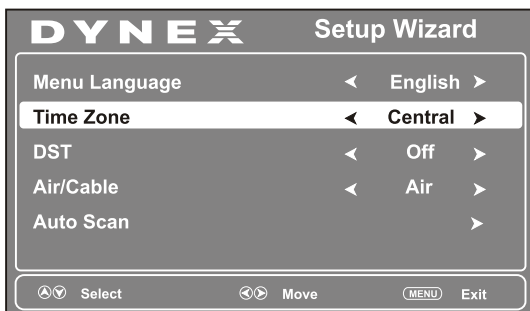 DYNEX Setup Wizard
Menu Language English
Time Zone Central
DST Off
Air/Cable Air
Auto Scan
Select Move MENU Exit